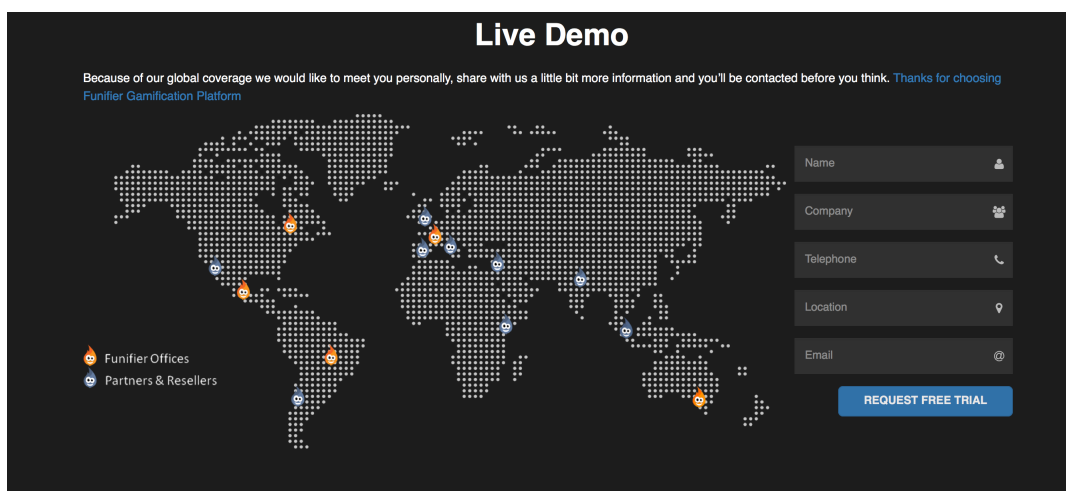 Live Demo
Because of our global coverage we would like to meet you personally, share with us a little bit more information and you'll be contacted before you think. Thanks for choosing
Funifier Gamification Platform
Name
Company
Telephone
Location
Email
@
REQUEST FREE TRIAL
Funifier Offices
Partners & Resellers